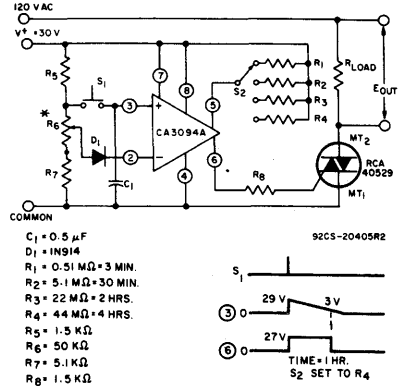 120 VAC
V+ = 30 V
R5
S1
*
R6
D1
R7
C1
3
2
7
8
+
−
CA3094A
4
5
6
S2
R1
R2
R3
R4
R8
RLOAD
EOUT
MT2
RCA
40529
MT1
COMMON
C1 = 0.5 μF
D1 = IN914
R1 = 0.51 MΩ = 3 MIN.
R2 = 5.1 MΩ = 30 MIN.
R3 = 22 MΩ = 2 HRS.
R4 = 44 MΩ = 4 HRS.
R5 = 1.5 KΩ
R6 = 50 KΩ
R7 = 5.1 KΩ
R8 = 1.5 KΩ
92CS-20405R2
S1
3 0 29 V 3 V
6 0 27 V
TIME = 1 HR.
S2 SET TO R4